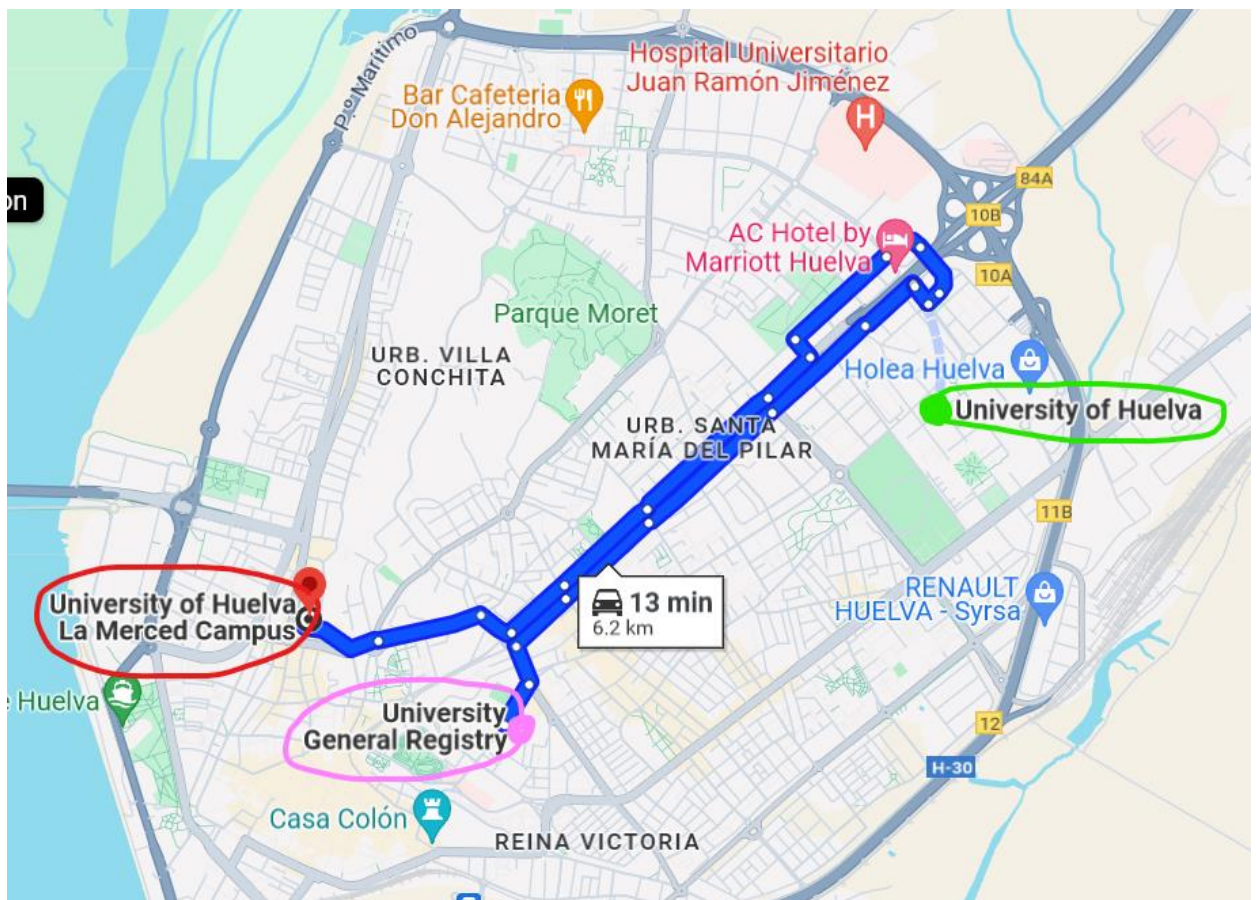 P.º Marítimo
Hospital Universitario
Juan Ramón Jiménez
Bar Cafeteria
Don Alejandro
H
84A
on
10B
AC Hotel by
Marriott Huelva
10A
Parque Moret
URB. VILLA
CONCHITA
Holea Huelva
University of Huelva
URB. SANTA
MARÍA DEL PILAR
11B
RENAULT
HUELVA - Syrsa
13 min
6.2 km
University of Huelva
La Merced Campus
e Huelva
University
General Registry
12
H-30
Casa Colón
REINA VICTORIA